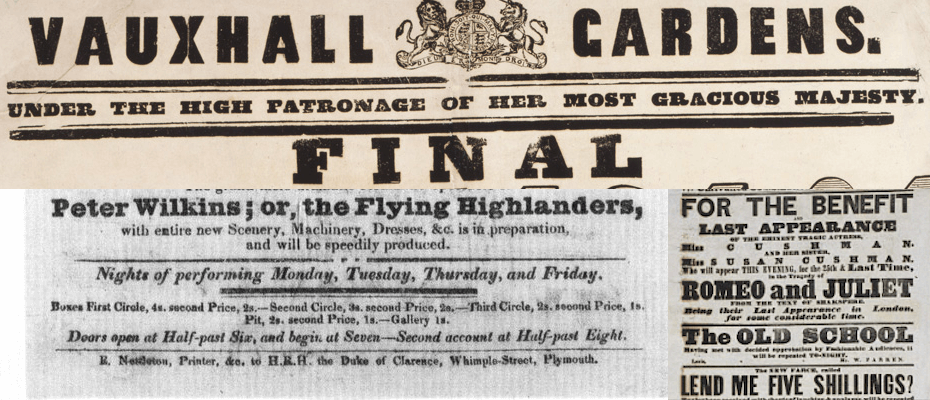 VAUXHALL GARDENS.
UNDER THE HIGH PATRONAGE OF HER MOST GRACIOUS MAJESTY.
FINAL
Peter Wilkins; or, the Flying Highlanders,
with entire new Scenery, Machinery, Dresses, &c. is in preparation,
and will be speedily produced.
Nights of performing Monday, Tuesday, Thursday, and Friday.
Boxes First Circle, 4s. second Price, 2s.—Second Circle, 3s. second Price, 2s.—Third Circle, 2s. second Price, 1s.
Pit, 2s. second Price, 1s.—Gallery 1s.
Doors open at Half-past Six, and begin at Seven—Second account at Half-past Eight.
E. Nettleton, Printer, &c. to H.R.H. the Duke of Clarence, Whimple-Street, Plymouth.
FOR THE BENEFIT
LAST APPEARANCE
OF THE EMINENT TRAGIC ACTRESS,
Miss CUSHMAN,
AND HER SISTER,
Miss SUSAN CUSHMAN,
Who will appear THIS EVENING, for the 25th & Last Time,
in the Tragedy of
ROMEO and JULIET
FROM THE TEXT OF SHAKSPERE.
Being their Last Appearance in London,
for some considerable time.
The OLD SCHOOL
Having met with decided approbation by Fashionable Audiences, it
will be repeated TO-NIGHT.
Mr. W. FARREN.
The NEW FARCE, called
LEND ME FIVE SHILLINGS?